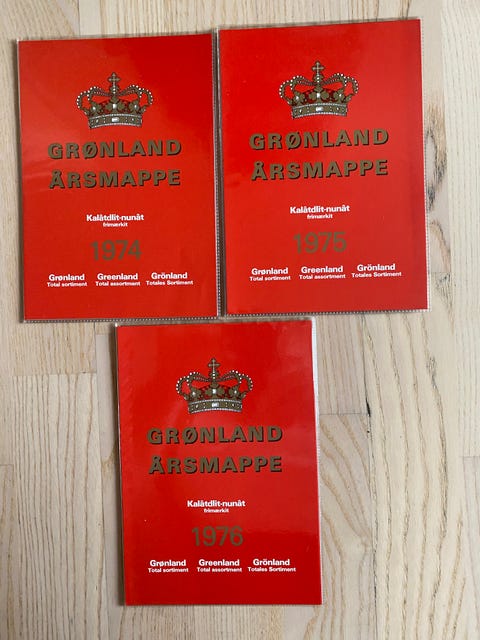 GRØNLAND
ÅRSMAPPE
Kalâtdlit-nunât
frimærkit
1974
Grønland Greenland Grönland
Total sortiment Total assortment Totales Sortiment
GRØNLAND
ÅRSMAPPE
Kalâtdlit-nunât
frimærkit
1975
Grønland Greenland Grönland
Total sortiment Total assortment Totales Sortiment
GRØNLAND
ÅRSMAPPE
Kalâtdlit-nunât
frimærkit
1976
Grønland Greenland Grönland
Total sortiment Total assortment Totales Sortiment